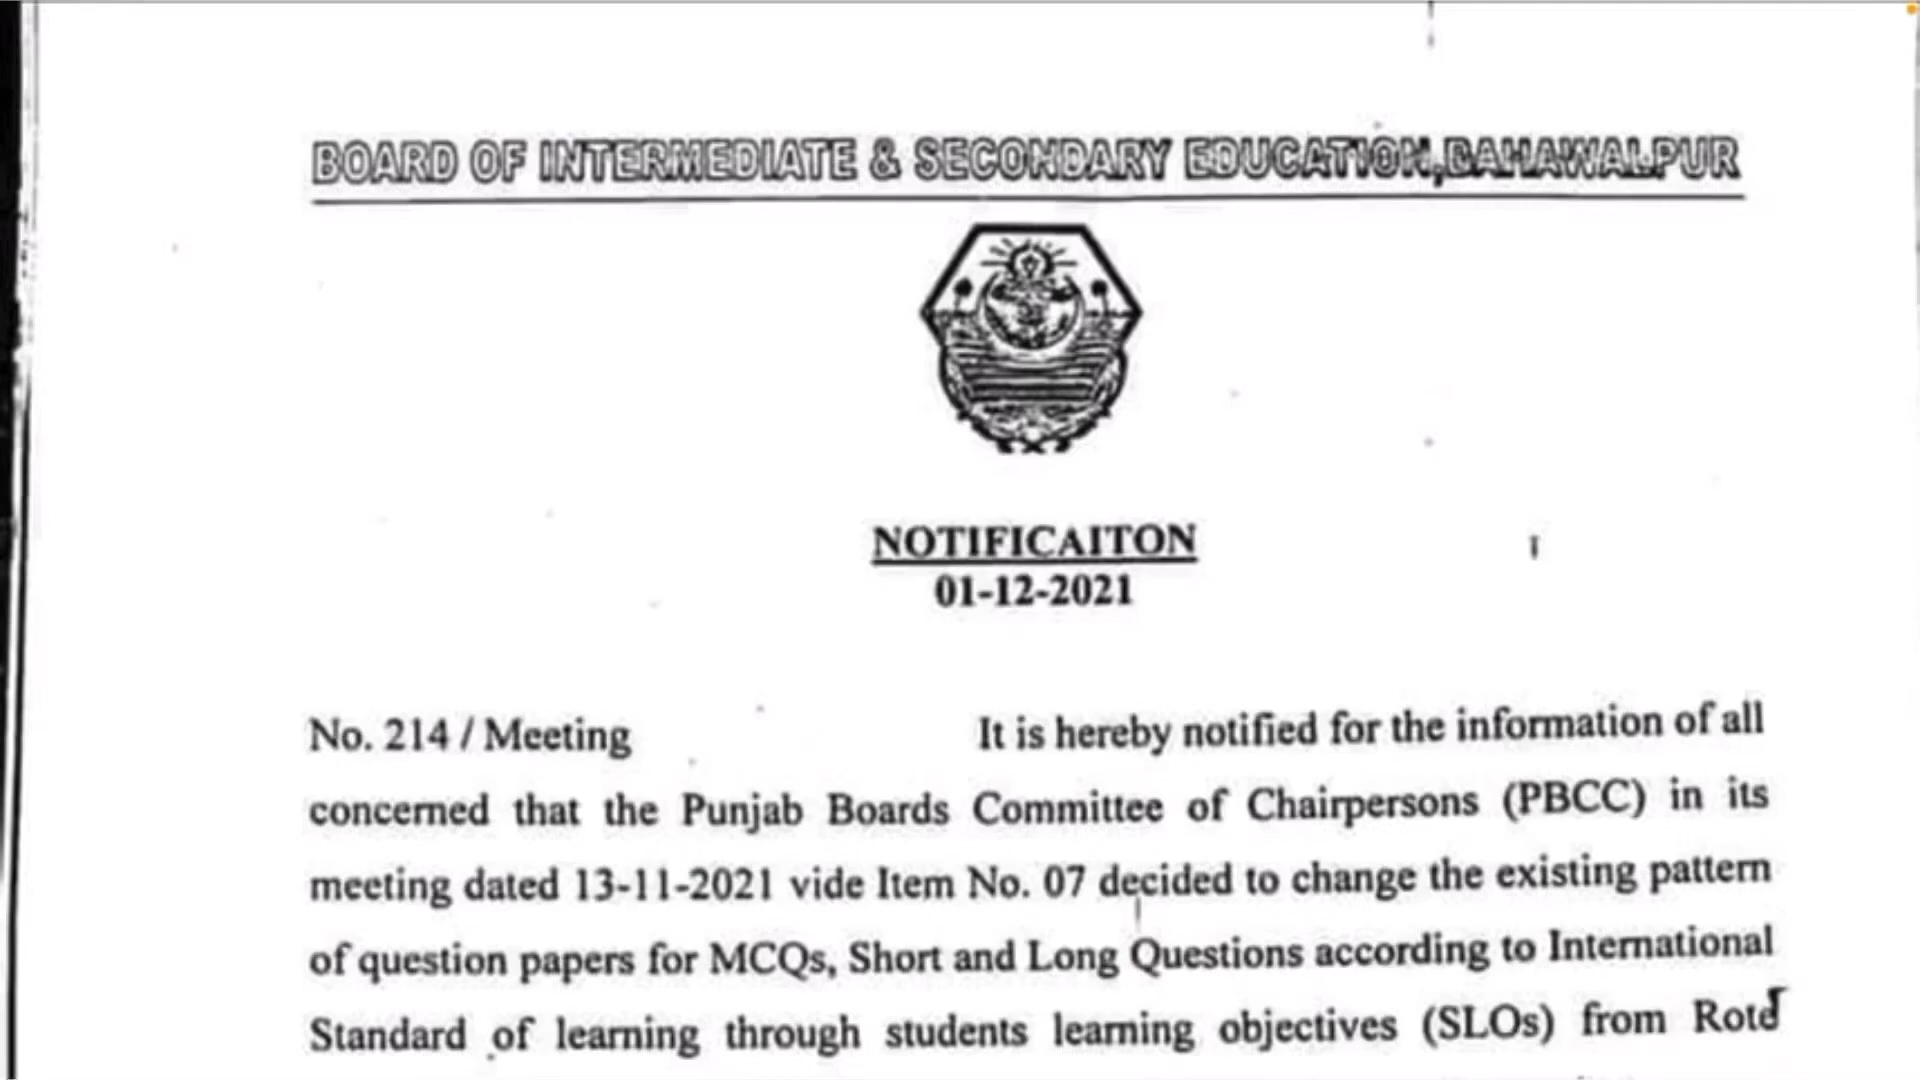 BOARD OF INTERMEDIATE & SECONDARY EDUCATION,BAHAWALPUR
NOTIFICAITON
01-12-2021
No. 214 / Meeting It is hereby notified for the information of all
concerned that the Punjab Boards Committee of Chairpersons (PBCC) in its
meeting dated 13-11-2021 vide Item No. 07 decided to change the existing pattern
of question papers for MCQs, Short and Long Questions according to International
Standard of learning through students learning objectives (SLOs) from Rote